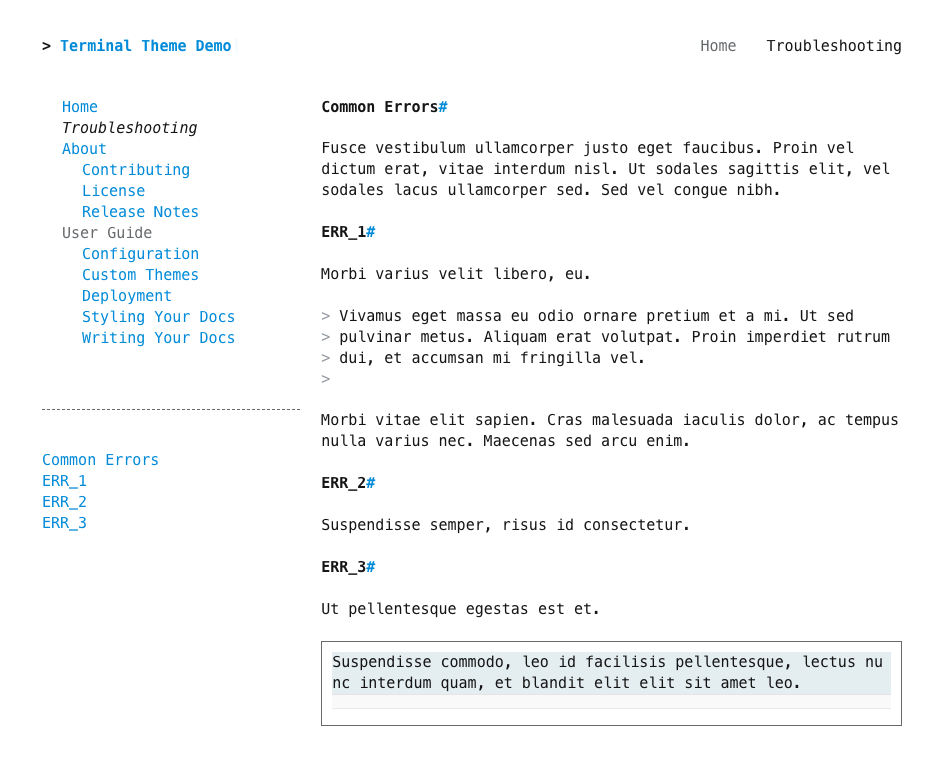 > Terminal Theme Demo
Home Troubleshooting
Home
Troubleshooting
About
Contributing
License
Release Notes
User Guide
Configuration
Custom Themes
Deployment
Styling Your Docs
Writing Your Docs
Common Errors
ERR_1
ERR_2
ERR_3
Common Errors#
Fusce vestibulum ullamcorper justo eget faucibus. Proin vel
dictum erat, vitae interdum nisl. Ut sodales sagittis elit, vel
sodales lacus ullamcorper sed. Sed vel congue nibh.
ERR_1#
Morbi varius velit libero, eu.
> Vivamus eget massa eu odio ornare pretium et a mi. Ut sed
> pulvinar metus. Aliquam erat volutpat. Proin imperdiet rutrum
> dui, et accumsan mi fringilla vel.
>
Morbi vitae elit sapien. Cras malesuada iaculis dolor, ac tempus
nulla varius nec. Maecenas sed arcu enim.
ERR_2#
Suspendisse semper, risus id consectetur.
ERR_3#
Ut pellentesque egestas est et.
Suspendisse commodo, leo id facilisis pellentesque, lectus nu
nc interdum quam, et blandit elit elit sit amet leo.